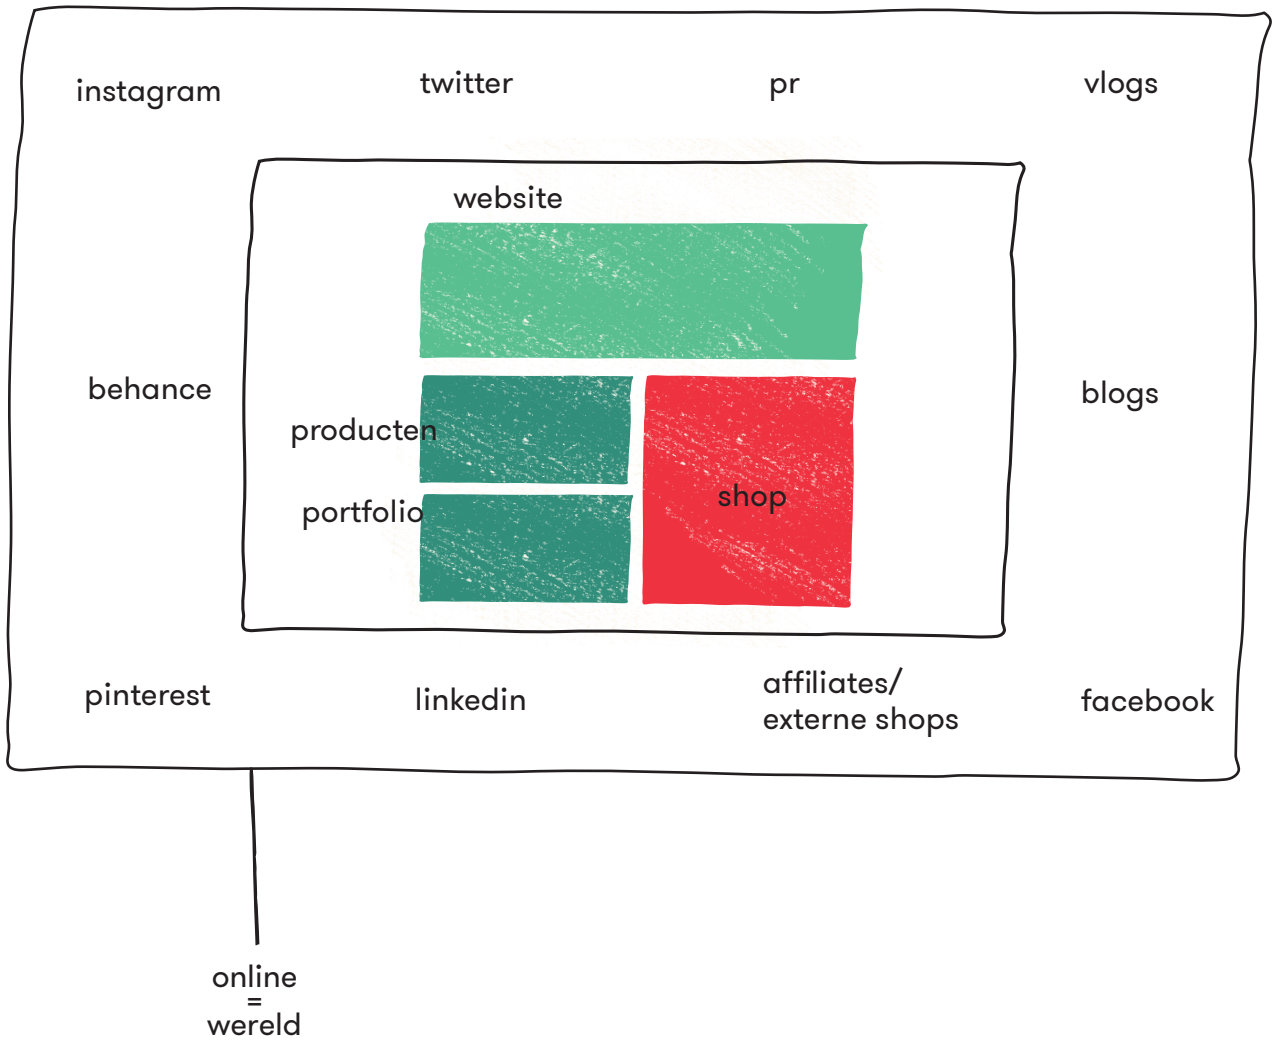 instagram
twitter
pr
vlogs
website
behance
blogs
producten
shop
portfolio
pinterest
linkedin
affiliates/
externe shops
facebook
online
=
wereld